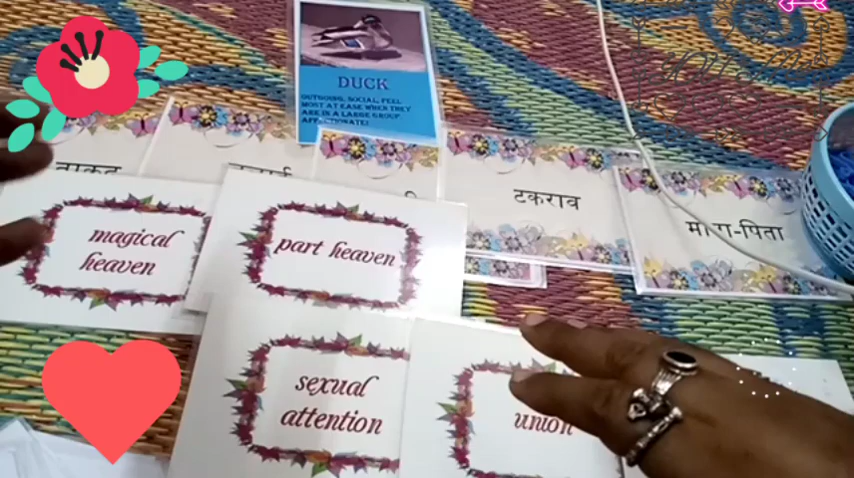 DUCK
OUTGOING, SOCIAL, FEEL
MOST AT EASE WHEN THEY
ARE IN A LARGE GROUP.
AFFECTIONATE!
टकराव
माता-पिता
magical
heaven
part heaven
sexual
attention
union